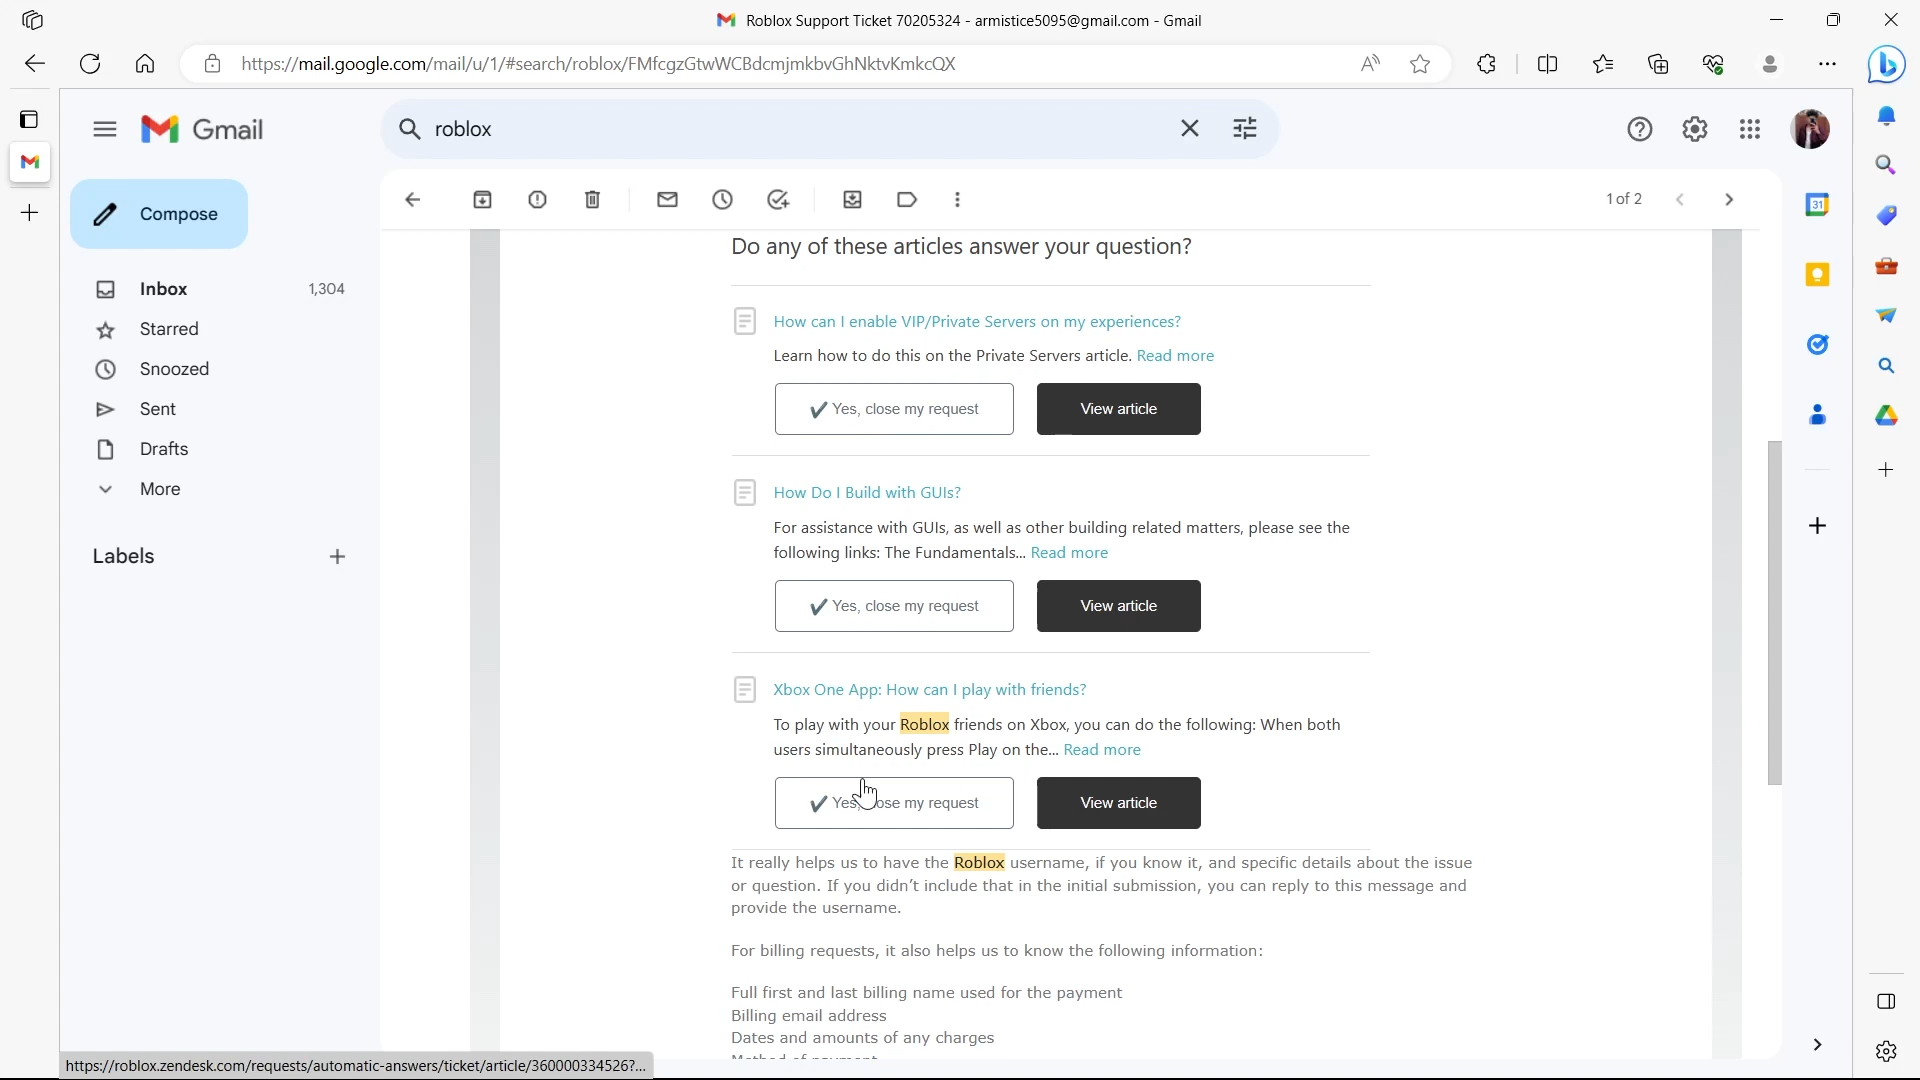 Roblox Support Ticket 70205324 - armistice5095@gmail.com - Gmail
https://mail.google.com/mail/u/1/#search/roblox/FMfcgzGtwWCBdcmjmkbvGhNktvKmkcQX
Gmail
roblox
Compose
1 of 2
Inbox 1,304
Starred
Snoozed
Sent
Drafts
More
Labels
Do any of these articles answer your question?
How can I enable VIP/Private Servers on my experiences?
Learn how to do this on the Private Servers article. Read more
✔ Yes, close my request View article
How Do I Build with GUIs?
For assistance with GUIs, as well as other building related matters, please see the
following links: The Fundamentals... Read more
✔ Yes, close my request View article
Xbox One App: How can I play with friends?
To play with your Roblox friends on Xbox, you can do the following: When both
users simultaneously press Play on the... Read more
✔ Yes, close my request View article
It really helps us to have the Roblox username, if you know it, and specific details about the issue
or question. If you didn't include that in the initial submission, you can reply to this message and
provide the username.
For billing requests, it also helps us to know the following information:
Full first and last billing name used for the payment
Billing email address
Dates and amounts of any charges
Method of payment
https://roblox.zendesk.com/requests/automatic-answers/ticket/article/360000334526?...
31